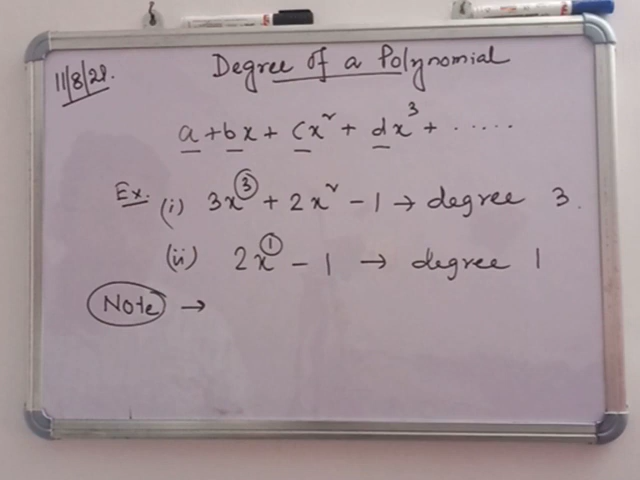 11/8/21.
Degree of a Polynomial
a + bx + cx² + dx³ + .....
Ex. (i) 3x³ + 2x² - 1 → degree 3.
(ii) 2x¹ - 1 → degree 1
Note →